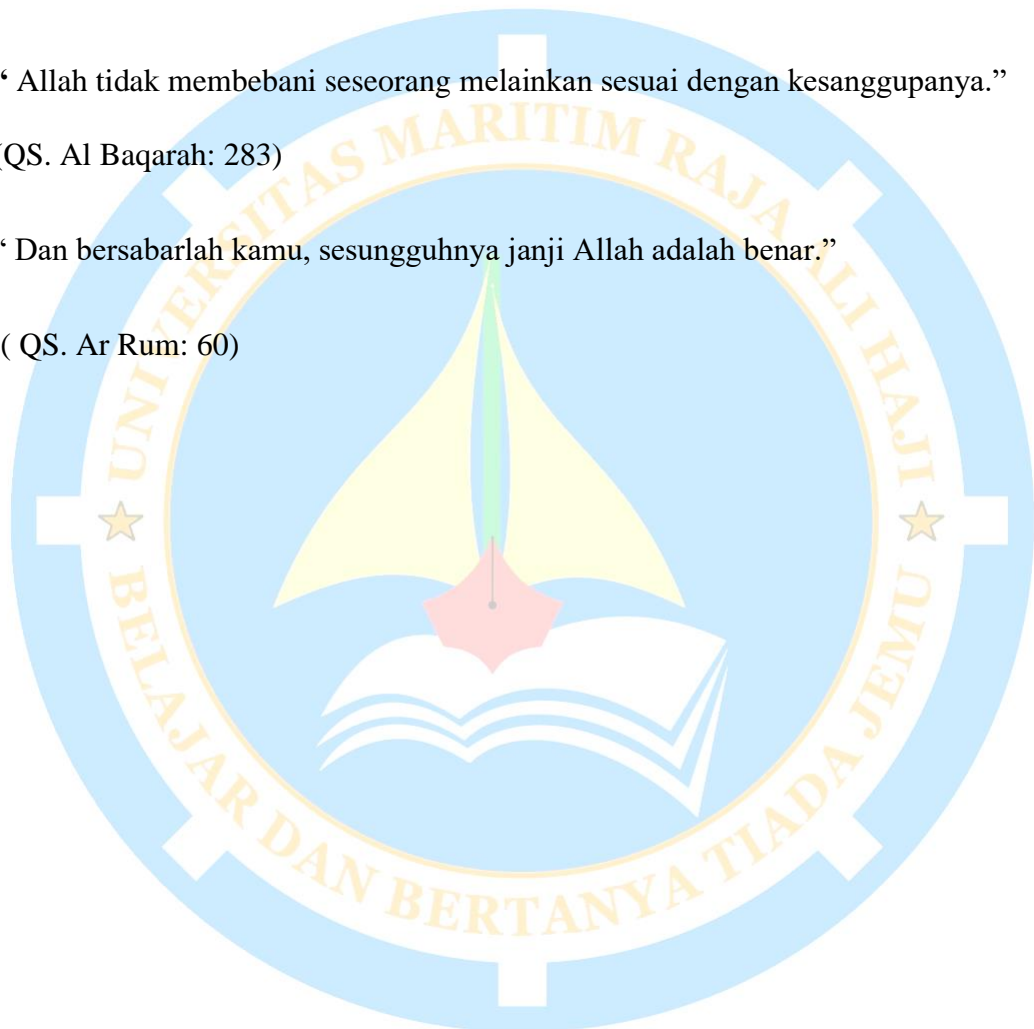 “ Allah tidak membebani seseorang melainkan sesuai dengan kesanggupanya.”
(QS. Al Baqarah: 283)
“ Dan bersabarlah kamu, sesungguhnya janji Allah adalah benar.”
( QS. Ar Rum: 60)
UNIVERSITAS MARITIM RAJA ALI HAJI
BELAJAR DAN BERTANYA TIADA JEMU